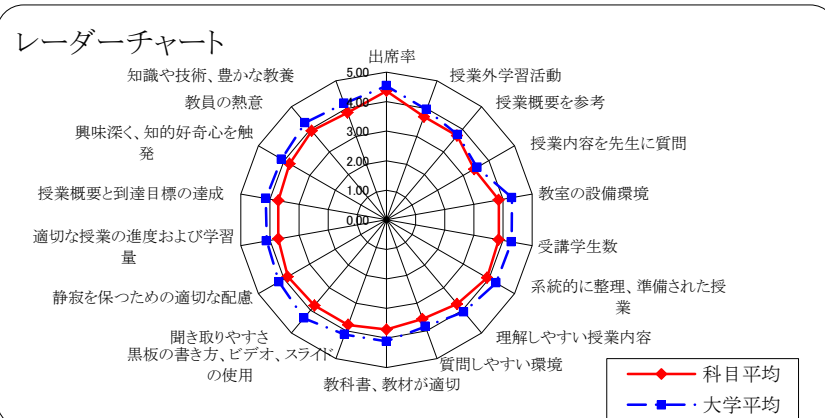 レーダーチャート
出席率
授業外学習活動
授業概要を参考
授業内容を先生に質問
教室の設備環境
受講学生数
系統的に整理、準備された授
業
理解しやすい授業内容
質問しやすい環境
教科書、教材が適切
黒板の書き方、ビデオ、スライド
の使用
聞き取りやすさ
静寂を保つための適切な配慮
適切な授業の進度および学習
量
授業概要と到達目標の達成
興味深く、知的好奇心を触
発
教員の熱意
知識や技術、豊かな教養
5.00
4.00
3.00
2.00
1.00
0.00
科目平均
大学平均